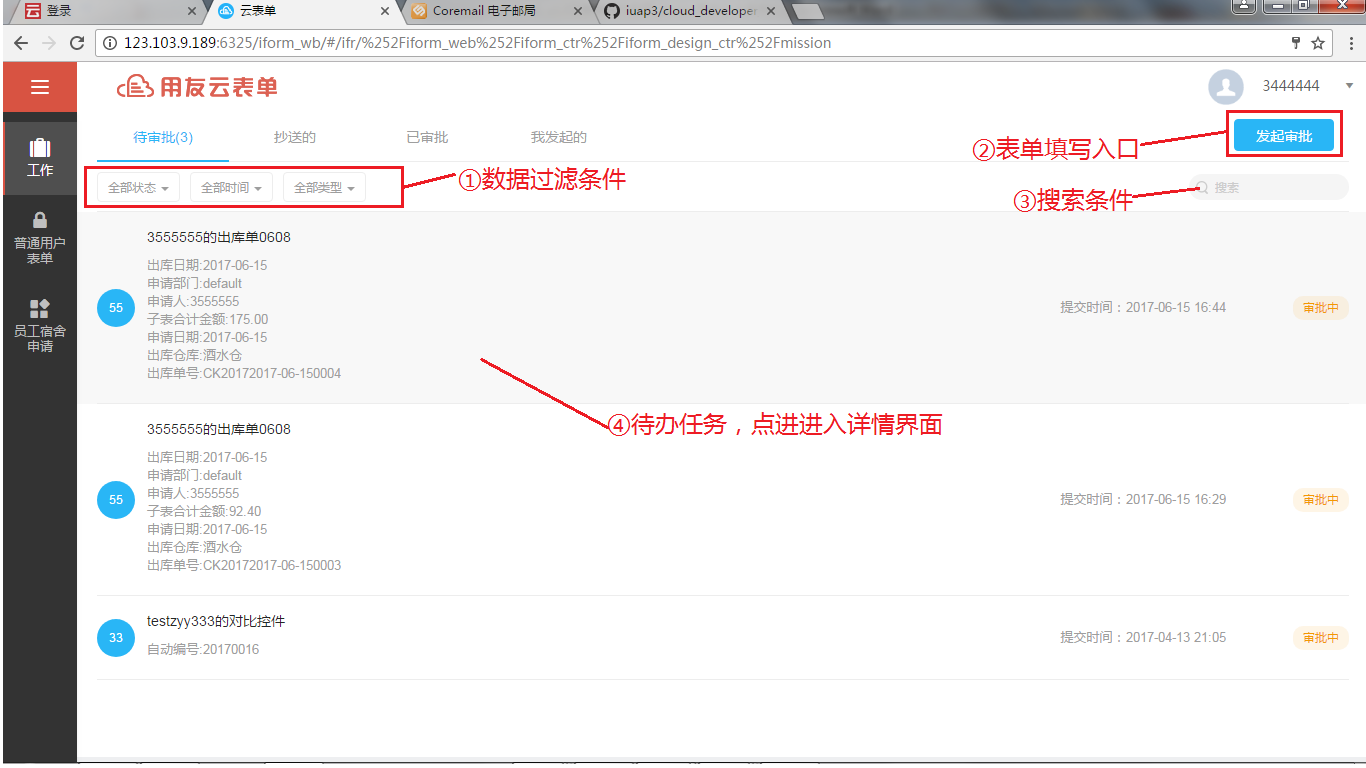 登录
云表单
Coremail 电子邮局
iuap3/cloud_developer
123.103.9.189:6325/iform_wb/#/ifr/%252Fiform_web%252Fiform_ctr%252Fiform_design_ctr%252Fmission
用友云表单
3444444
待审批(3)
抄送的
已审批
我发起的
②表单填写入口
发起审批
全部状态
全部时间
全部类型
①数据过滤条件
③搜索条件
搜索
工作
普通用户
表单
员工宿舍
申请
3555555的出库单0608
出库日期:2017-06-15
申请部门:default
申请人:3555555
子表合计金额:175.00
申请日期:2017-06-15
出库仓库:酒水仓
出库单号:CK20172017-06-150004
55
提交时间：2017-06-15 16:44
审批中
④待办任务，点进进入详情界面
3555555的出库单0608
出库日期:2017-06-15
申请部门:default
申请人:3555555
子表合计金额:92.40
申请日期:2017-06-15
出库仓库:酒水仓
出库单号:CK20172017-06-150003
55
提交时间：2017-06-15 16:29
审批中
testzyy333的对比控件
自动编号:20170016
33
提交时间：2017-04-13 21:05
审批中